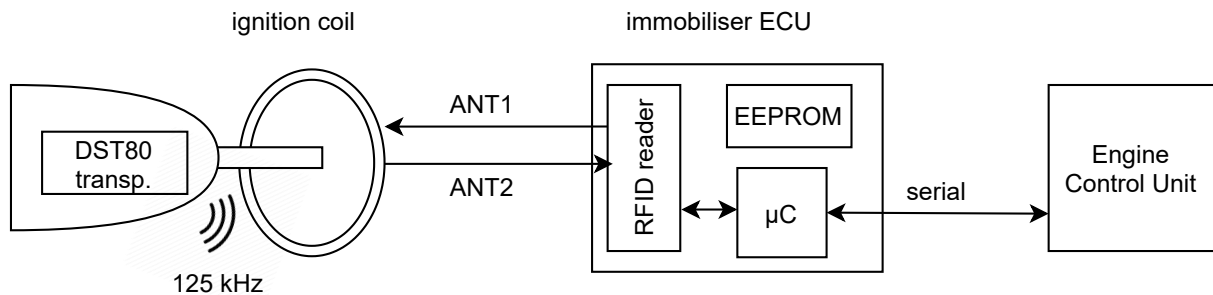 ignition coil
immobiliser ECU
DST80
transp.
125 kHz
ANT1
ANT2
RFID reader
EEPROM
µC
serial
Engine
Control Unit